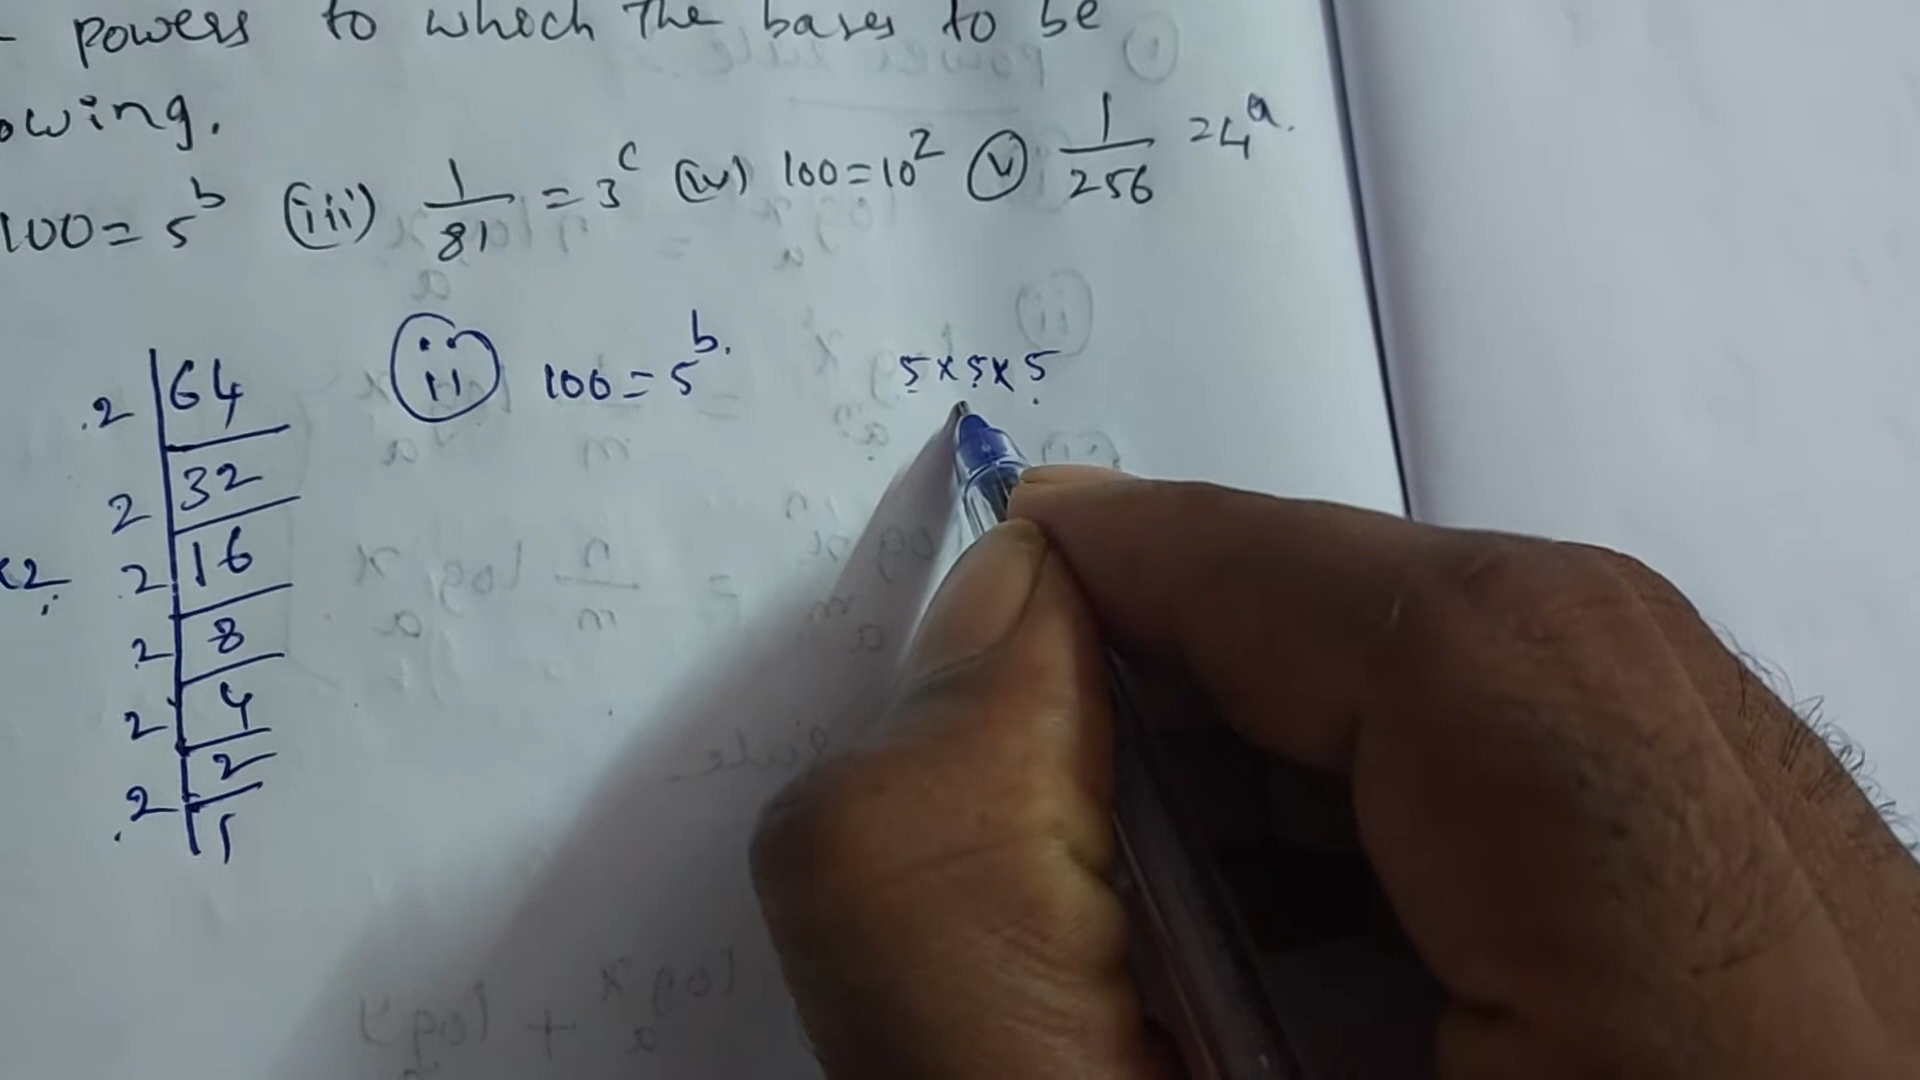 - powers to which the bases to be
owing.
100 = 5^b (iii) 1/81 = 3^c (iv) 100 = 10^2 (v) 1/256 = 4^a.
(ii) 100 = 5^b. 5 x 5 x 5
2 | 64
2 | 32
x2 2 | 16
2 | 8
2 | 4
2 | 2
2 | 1